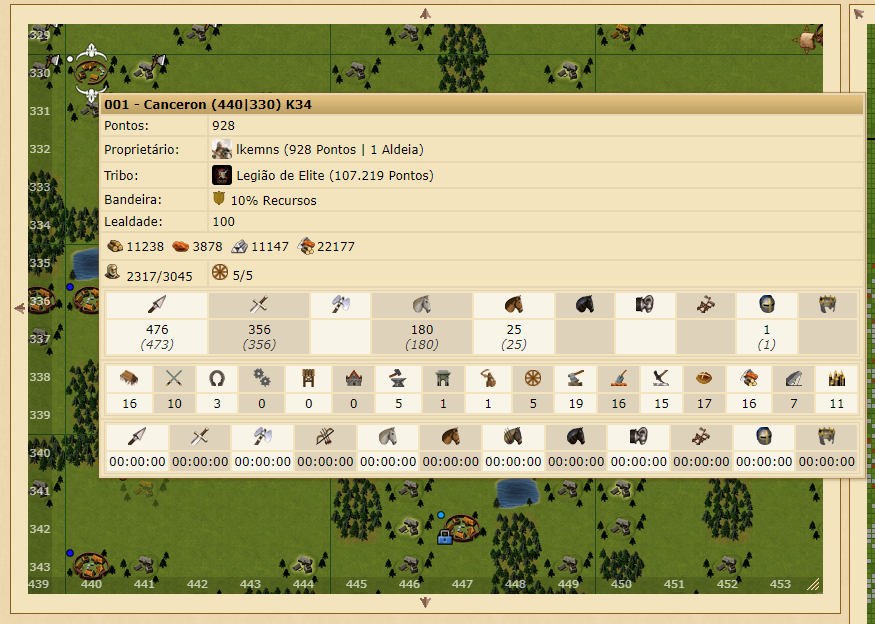 329
330
001 - Canceron (440|330) K34
331
Pontos: 928
332
Proprietário: lkemns (928 Pontos | 1 Aldeia)
Tribo: Legião de Elite (107.219 Pontos)
333
Bandeira: 10% Recursos
334
Lealdade: 100
11238 3878 11147 22177
335
2317/3045 5/5
336
476 356 180 25 1
337
(473) (356) (180) (25) (1)
338
16 10 3 0 0 0 5 1 1 5 19 16 15 17 16 7 11
339
340
00:00:00 00:00:00 00:00:00 00:00:00 00:00:00 00:00:00 00:00:00 00:00:00 00:00:00 00:00:00 00:00:00 00:00:00
341
342
343
439 440 441 442 443 444 445 446 447 448 449 450 451 452 453